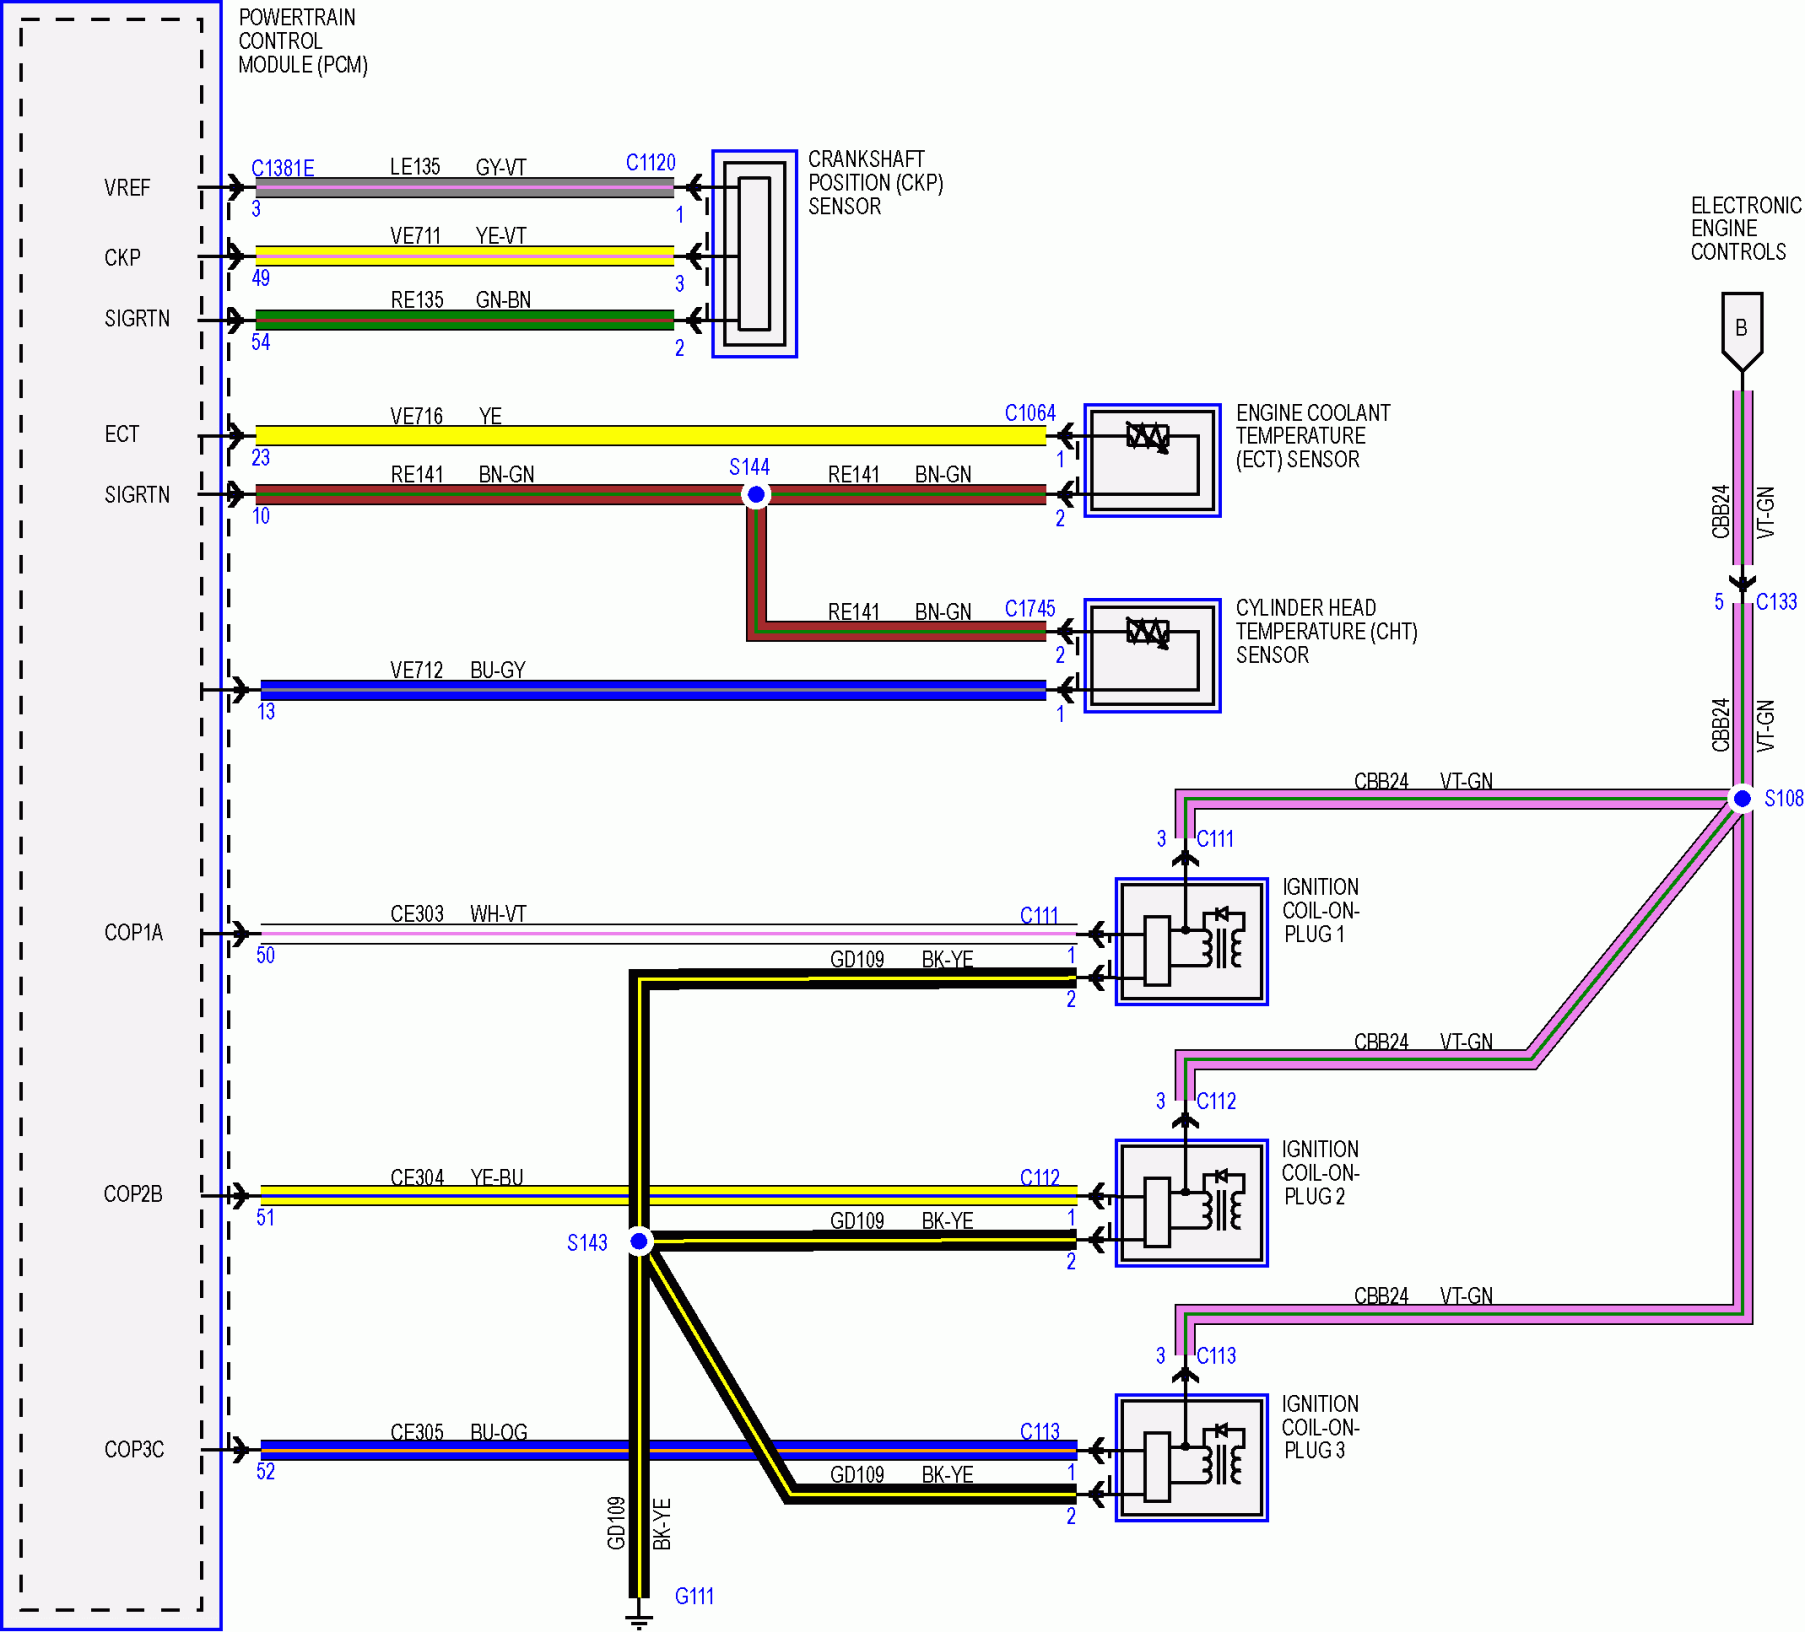 POWERTRAIN
CONTROL
MODULE (PCM)
VREF
C1381E
3
LE135 GY-VT
C1120
1
CRANKSHAFT
POSITION (CKP)
SENSOR
CKP
49
VE711 YE-VT
3
SIGRTN
54
RE135 GN-BN
2
ELECTRONIC
ENGINE
CONTROLS
B
ECT
23
VE716 YE
C1064
1
ENGINE COOLANT
TEMPERATURE
(ECT) SENSOR
SIGRTN
10
RE141 BN-GN
S144
RE141 BN-GN
2
CBB24
VT-GN
5 C133
RE141 BN-GN
C1745
2
CYLINDER HEAD
TEMPERATURE (CHT)
SENSOR
13
VE712 BU-GY
1
CBB24
VT-GN
CBB24 VT-GN
S108
3 C111
IGNITION
COIL-ON-
PLUG 1
COP1A
50
CE303 WH-VT
C111
1
GD109 BK-YE
2
CBB24 VT-GN
3 C112
IGNITION
COIL-ON-
PLUG 2
COP2B
51
CE304 YE-BU
C112
1
S143
GD109 BK-YE
2
CBB24 VT-GN
3 C113
IGNITION
COIL-ON-
PLUG 3
COP3C
52
CE305 BU-OG
C113
1
GD109 BK-YE
2
GD109
BK-YE
G111